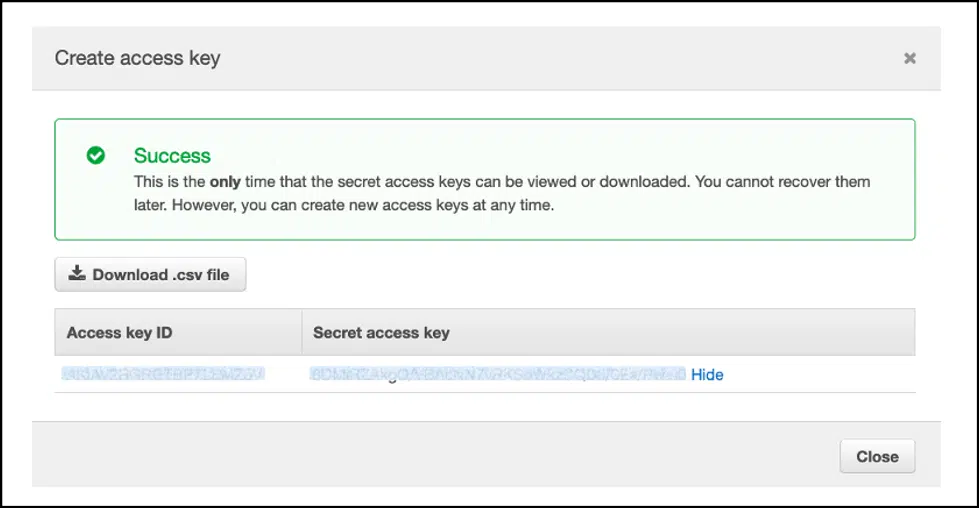 Create access key
Success
This is the only time that the secret access keys can be viewed or downloaded. You cannot recover them
later. However, you can create new access keys at any time.
Download .csv file
Access key ID Secret access key
Hide
Close